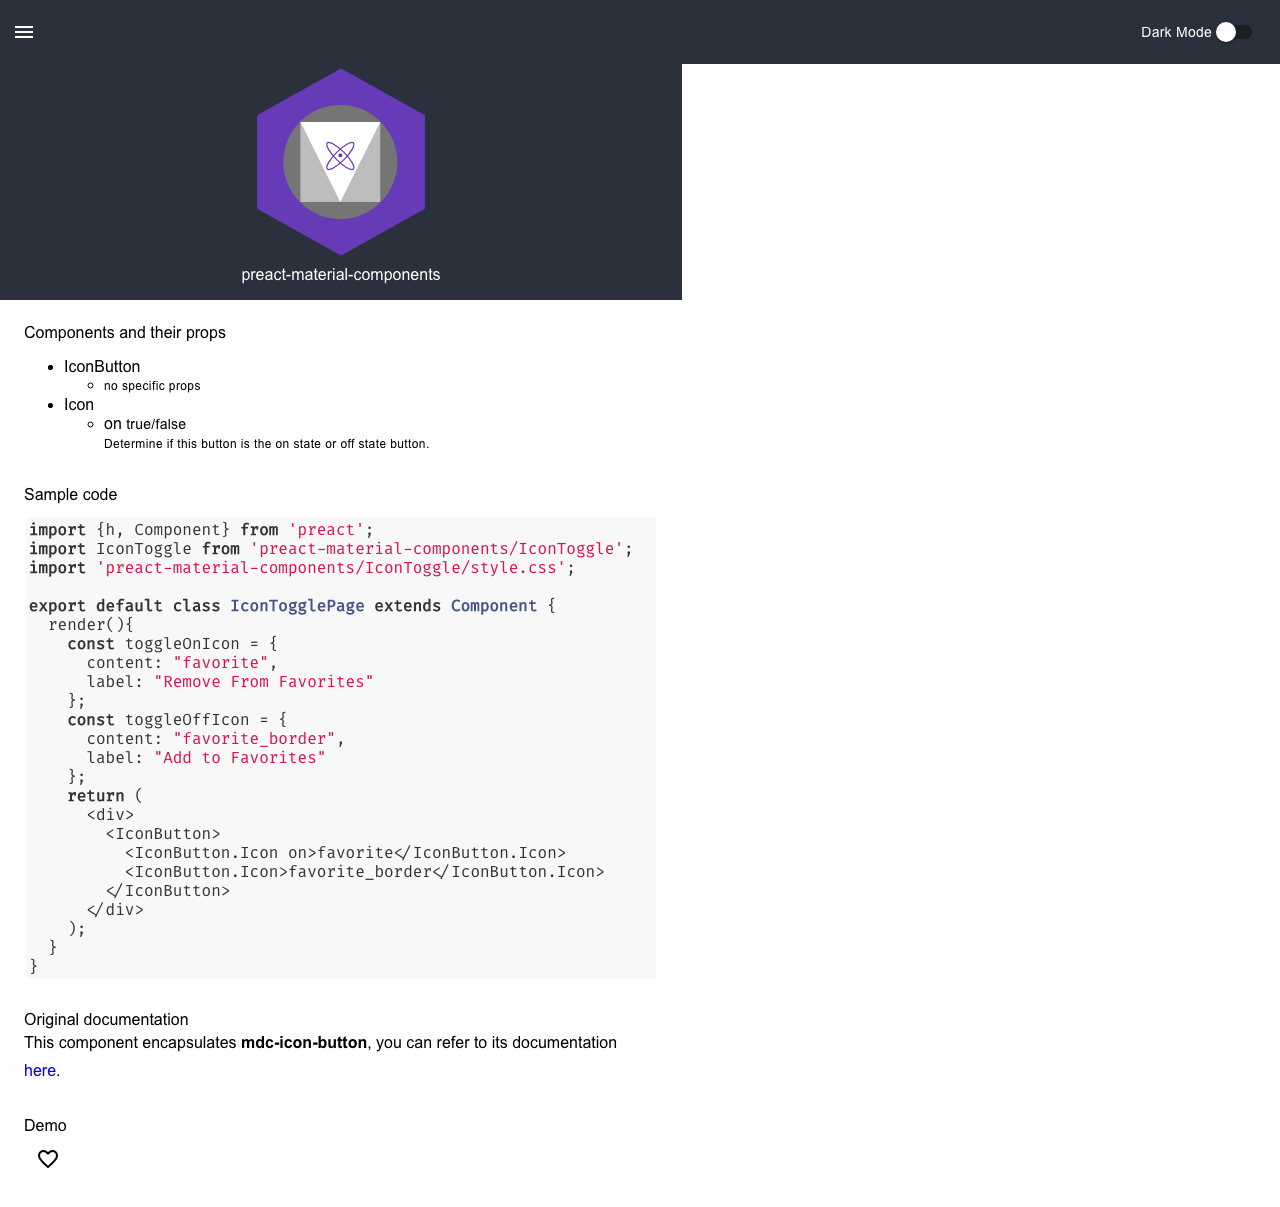 Dark Mode
preact-material-components
Components and their props
IconButton
no specific props
Icon
on true/false
Determine if this button is the on state or off state button.
Sample code
import {h, Component} from 'preact';
import IconToggle from 'preact-material-components/IconToggle';
import 'preact-material-components/IconToggle/style.css';
export default class IconTogglePage extends Component {
  render(){
    const toggleOnIcon = {
      content: "favorite",
      label: "Remove From Favorites"
    };
    const toggleOffIcon = {
      content: "favorite_border",
      label: "Add to Favorites"
    };
    return (
      <div>
        <IconButton>
          <IconButton.Icon on>favorite</IconButton.Icon>
          <IconButton.Icon>favorite_border</IconButton.Icon>
        </IconButton>
      </div>
    );
  }
}
Original documentation
This component encapsulates mdc-icon-button, you can refer to its documentation
here.
Demo